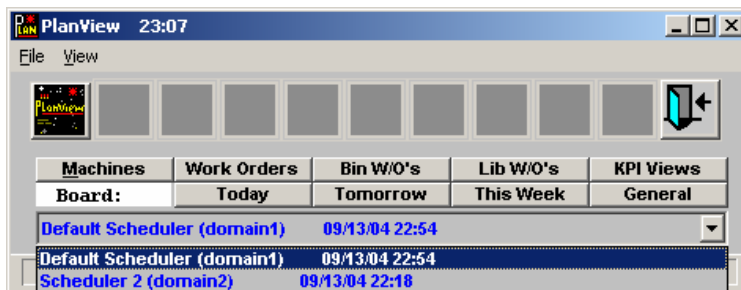 PlanView 23:07
File View
PLanView
Machines Work Orders Bin W/O's Lib W/O's KPI Views
Board: Today Tomorrow This Week General
Default Scheduler (domain1) 09/13/04 22:54
Default Scheduler (domain1) 09/13/04 22:54
Scheduler 2 (domain2) 09/13/04 22:18